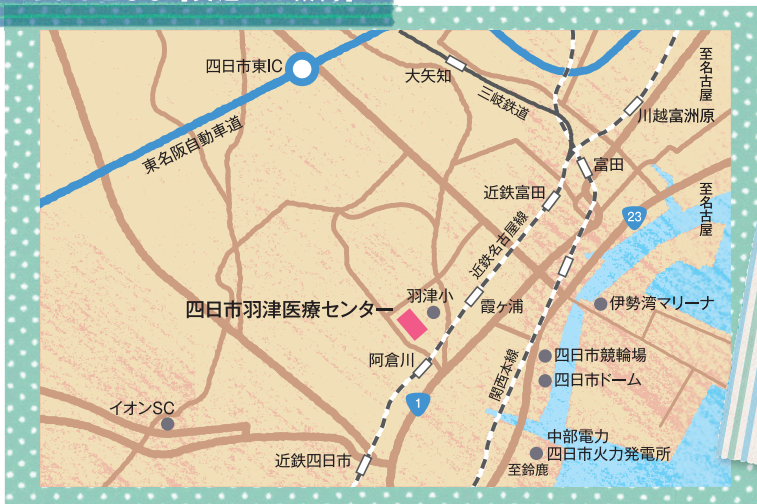 四日市東IC
大矢知
三岐鉄道
至名古屋
川越富洲原
東名阪自動車道
富田
近鉄富田
至名古屋
23
近鉄名古屋線
羽津小
四日市羽津医療センター
霞ヶ浦
伊勢湾マリーナ
阿倉川
関西本線
四日市競輪場
四日市ドーム
1
イオンSC
中部電力
四日市火力発電所
近鉄四日市
至鈴鹿